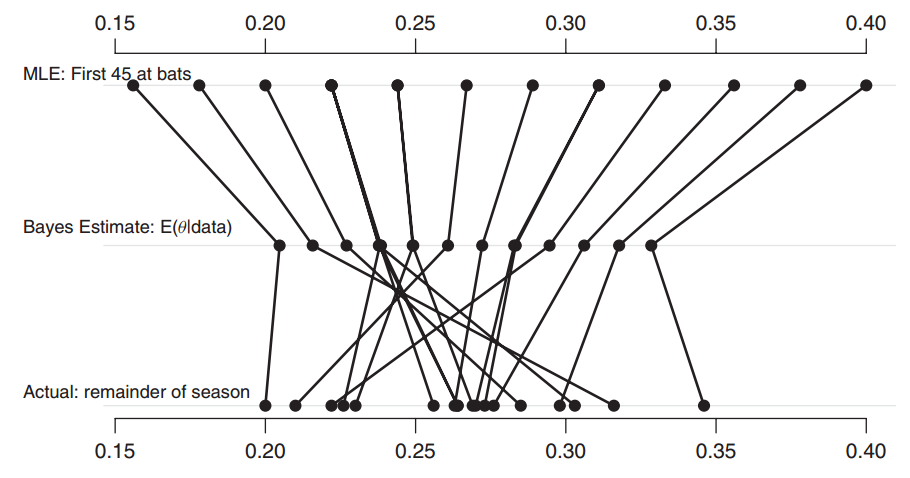 0.15 0.20 0.25 0.30 0.35 0.40
MLE: First 45 at bats
Bayes Estimate: E(θ|data)
Actual: remainder of season
0.15 0.20 0.25 0.30 0.35 0.40